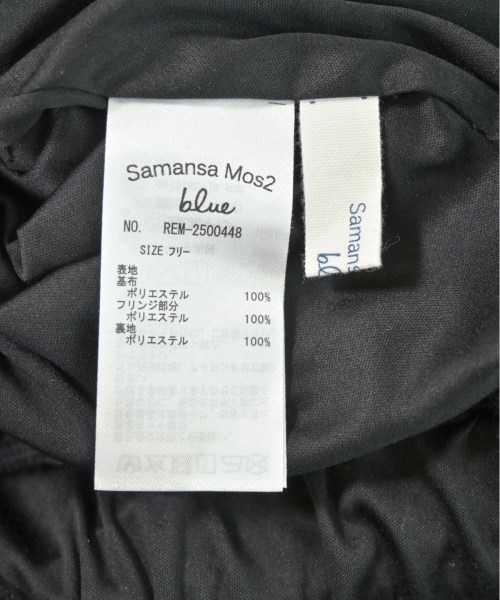 Samansa Mos2
blue
NO. REM-2500448
SIZE フリー
表地
基布
ポリエステル 100%
フリンジ部分
ポリエステル 100%
裏地
ポリエステル 100%
Samansa